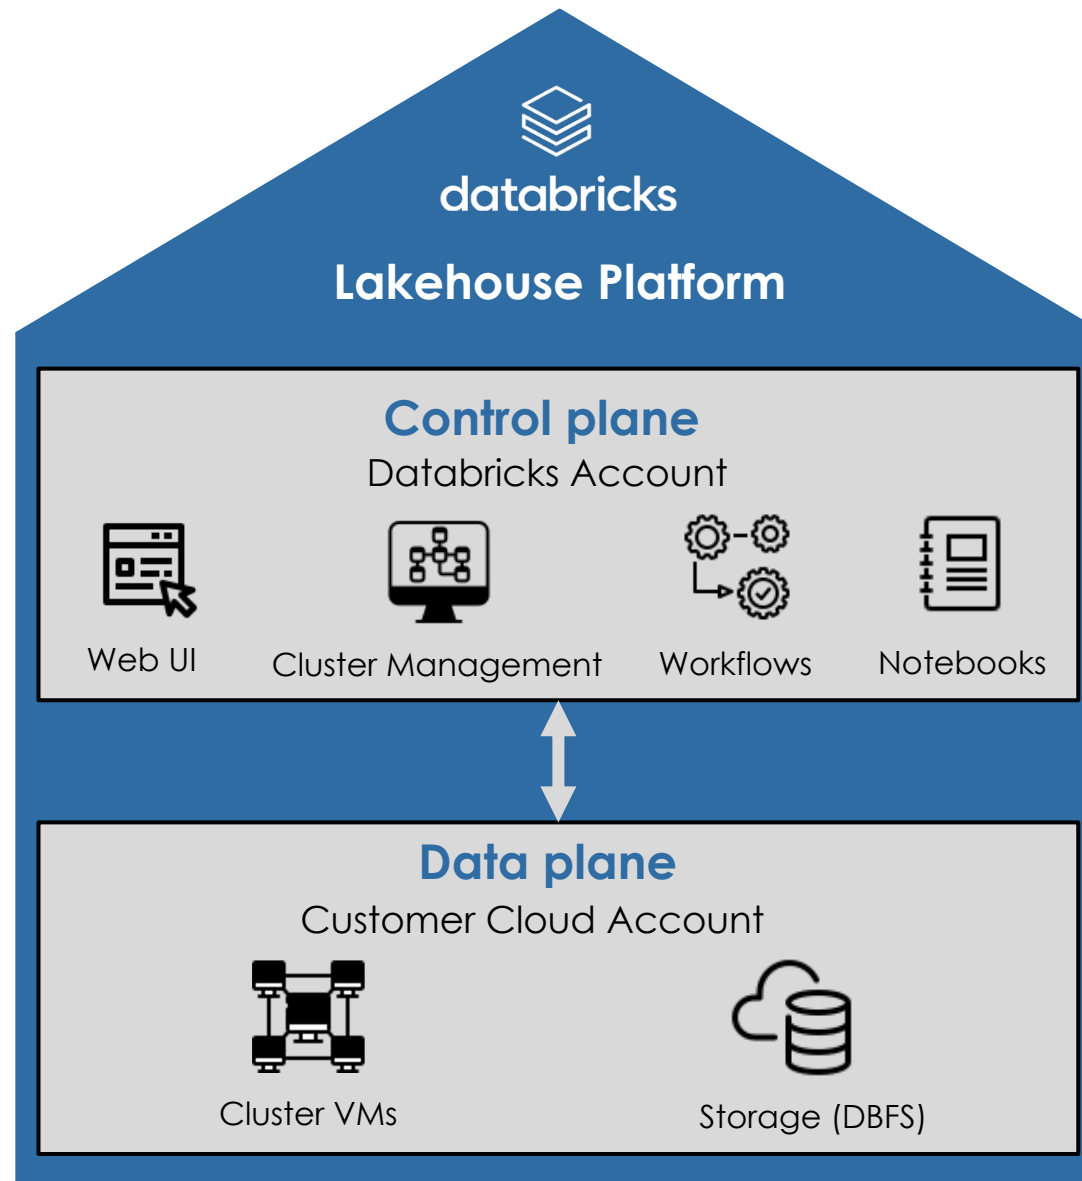 databricks
Lakehouse Platform
Control plane
Databricks Account
Web UI
Cluster Management
Workflows
Notebooks
Data plane
Customer Cloud Account
Cluster VMs
Storage (DBFS)